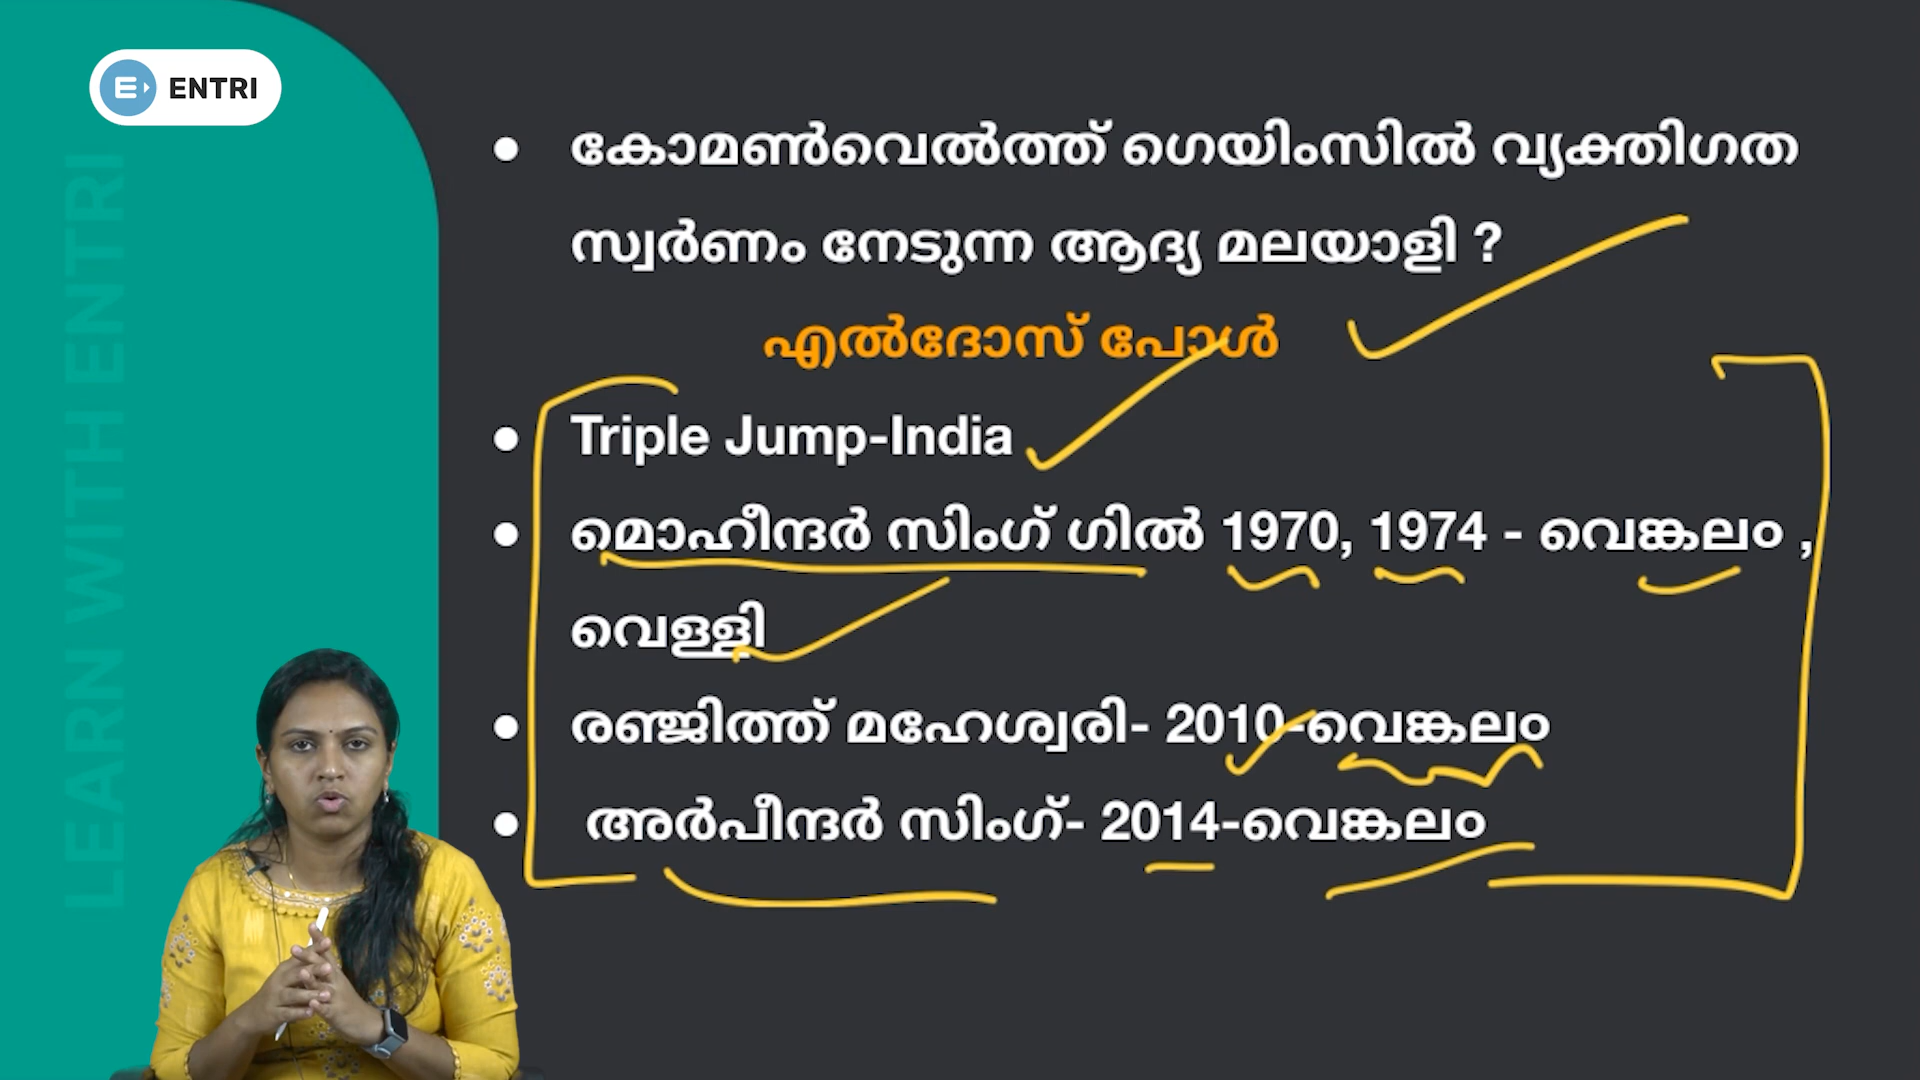 ENTRI
LEARN WITH ENTRI
കോമൺവെൽത്ത് ഗെയിംസിൽ വ്യക്തിഗത
സ്വർണം നേടുന്ന ആദ്യ മലയാളി ?
എൽദോസ് പോൾ
Triple Jump-India
മൊഹീന്ദർ സിംഗ് ഗിൽ 1970, 1974 - വെങ്കലം ,
വെള്ളി
രഞ്ജിത്ത് മഹേശ്വരി- 2010-വെങ്കലം
അർപീന്ദർ സിംഗ്- 2014-വെങ്കലം